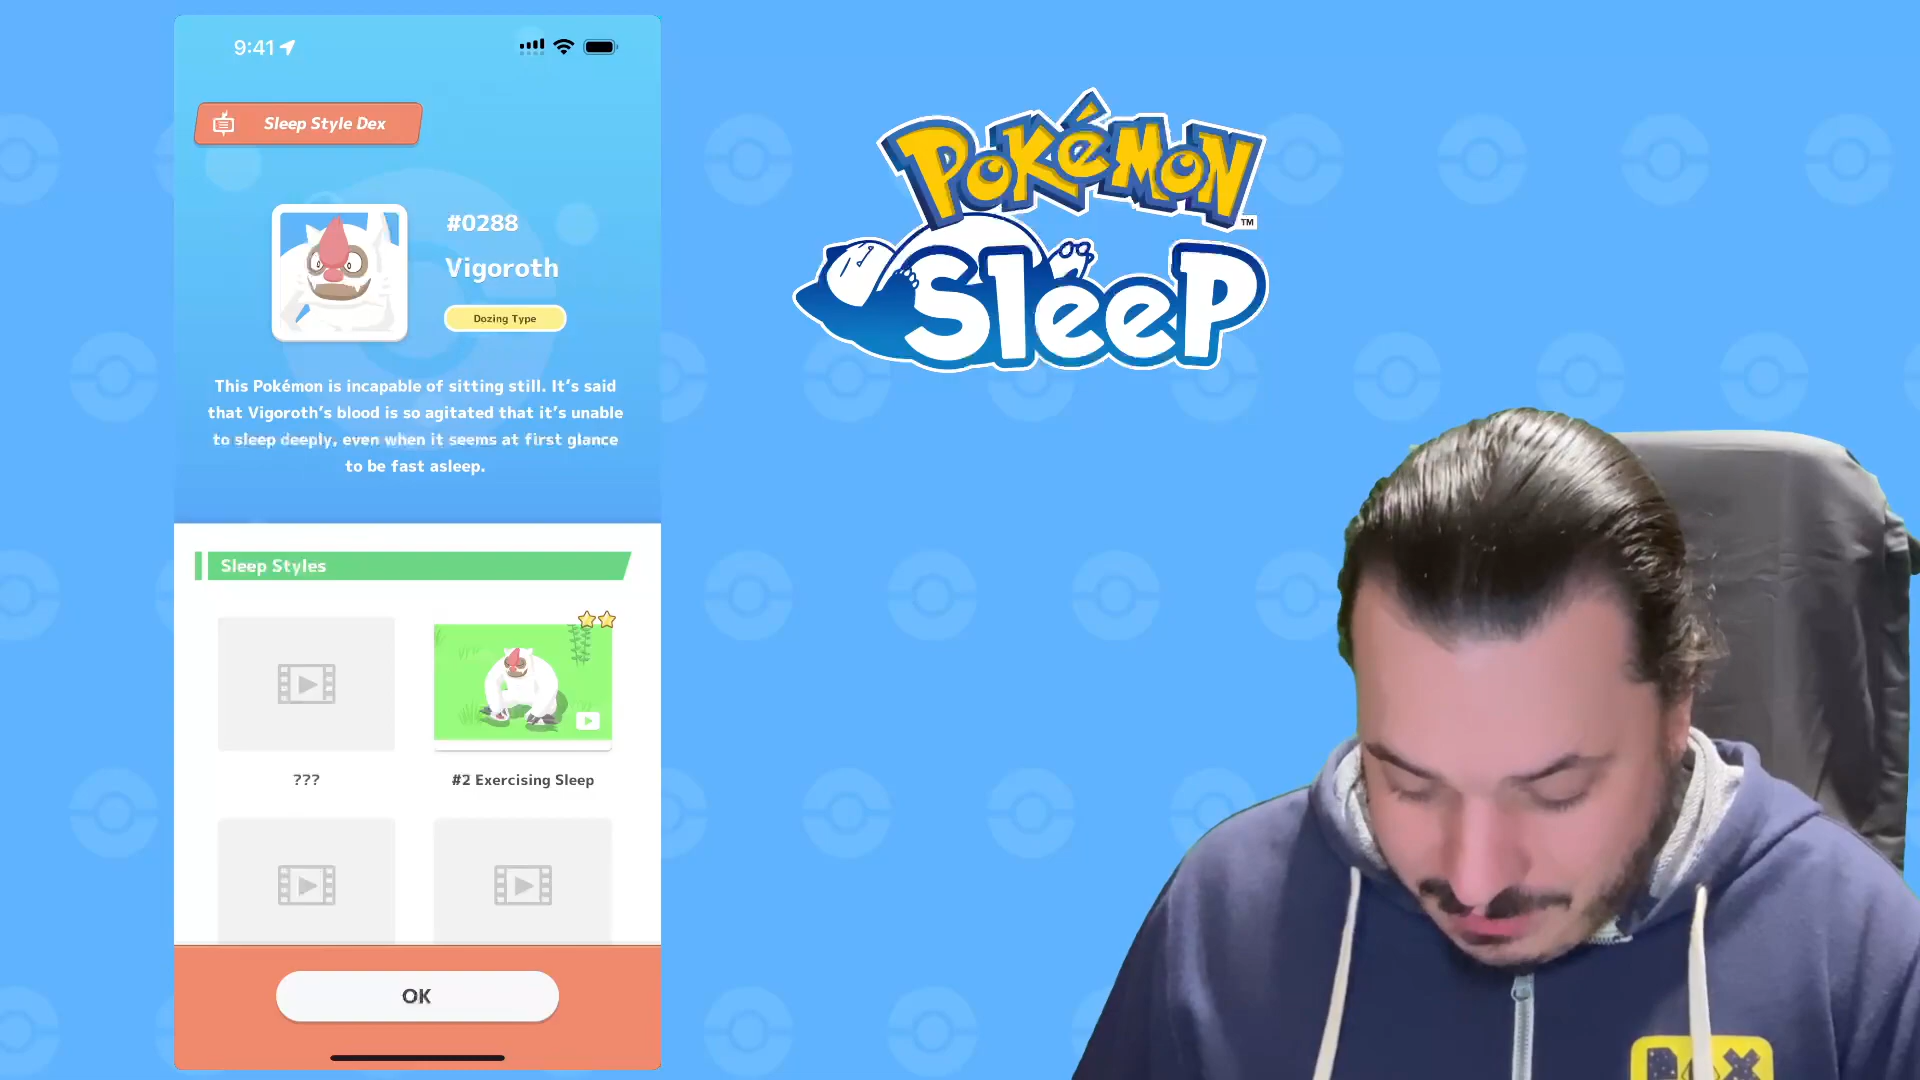 9:41
Sleep Style Dex
#0288
Vigoroth
Dozing Type
This Pokémon is incapable of sitting still. It's said
that Vigoroth's blood is so agitated that it's unable
to sleep deeply, even when it seems at first glance
to be fast asleep.
Sleep Styles
???
#2 Exercising Sleep
OK
POKéMON
TM
Sleep